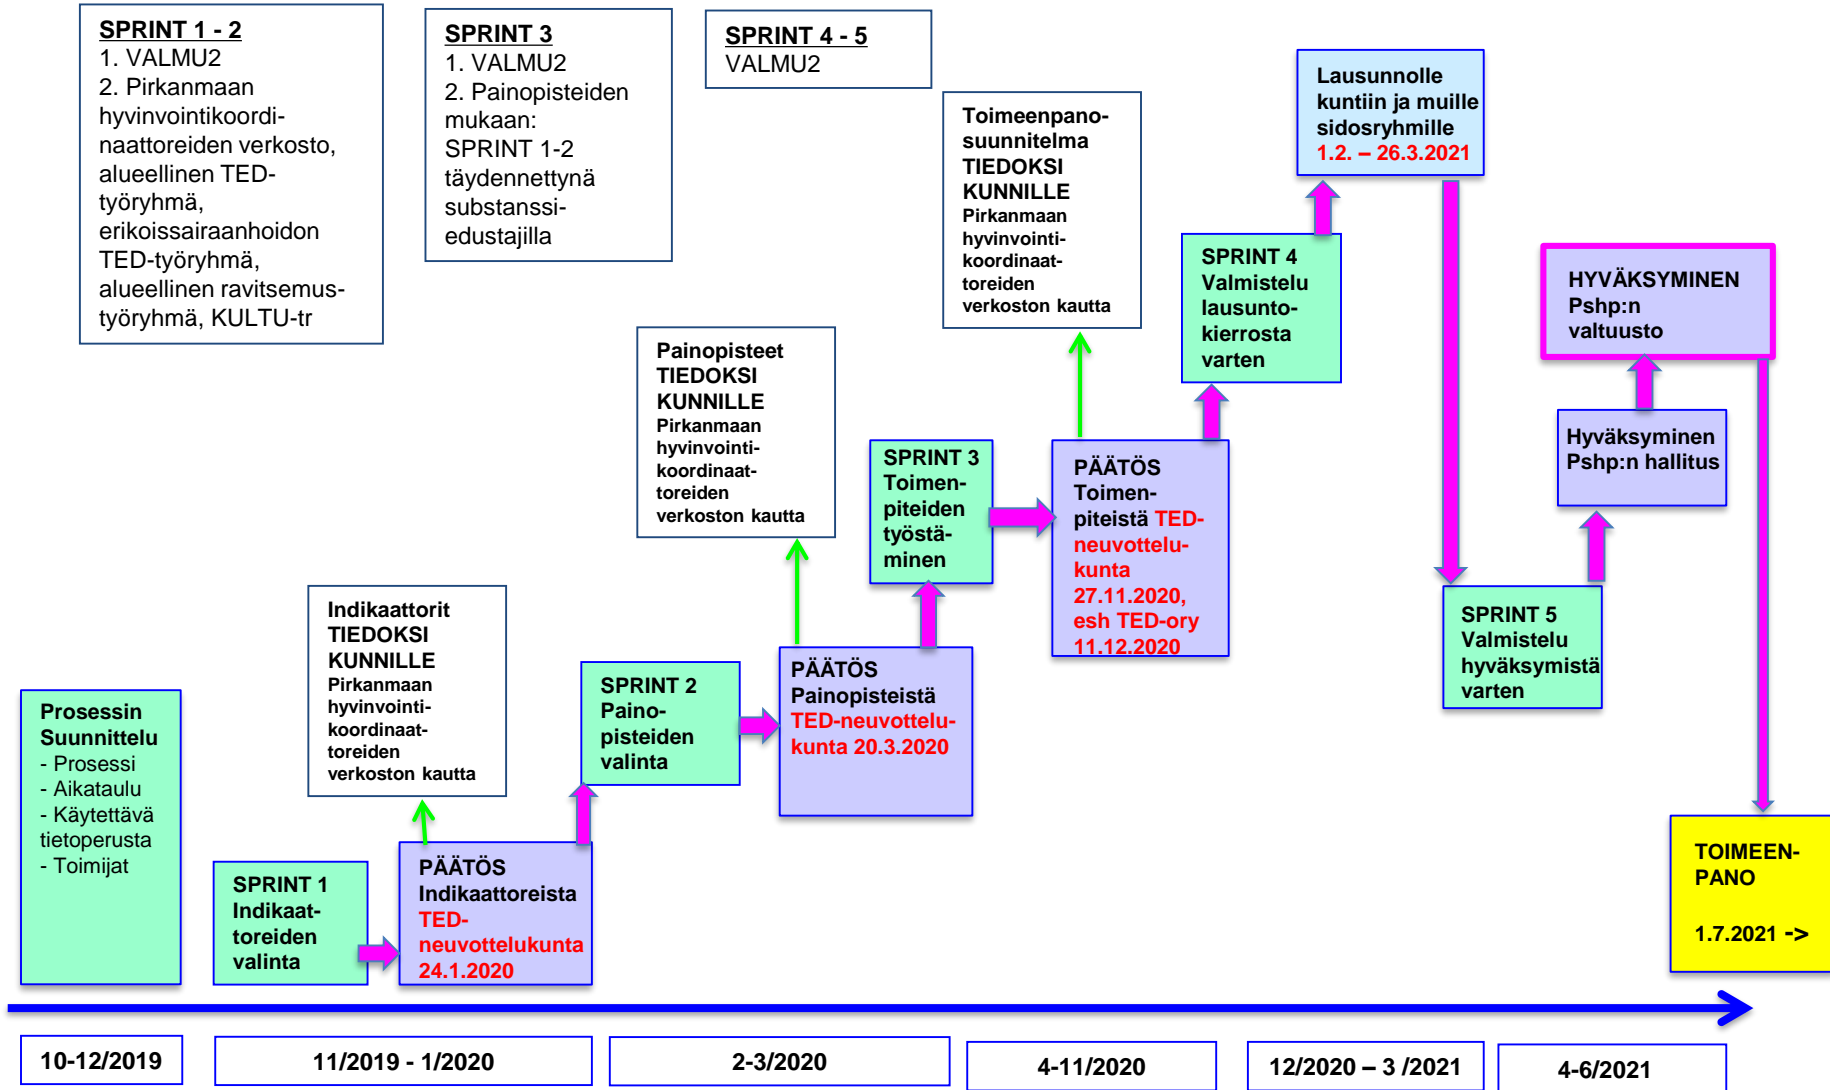 SPRINT 1 - 2
1. VALMU2
2. Pirkanmaan
hyvinvointikoordi-
naattoreiden verkosto,
alueellinen TED-
työryhmä,
erikoissairaanhoidon
TED-työryhmä,
alueellinen ravitsemus-
työryhmä, KULTU-tr
SPRINT 3
1. VALMU2
2. Painopisteiden
mukaan:
SPRINT 1-2
täydennettynä
substanssi-
edustajilla
SPRINT 4 - 5
VALMU2
Prosessin
Suunnittelu
- Prosessi
- Aikataulu
- Käytettävä
tietoperusta
- Toimijat
SPRINT 1
Indikaat-
toreiden
valinta
Indikaattorit
TIEDOKSI
KUNNILLE
Pirkanmaan
hyvinvointi-
koordinaat-
toreiden
verkoston kautta
PÄÄTÖS
Indikaattoreista
TED-
neuvottelukunta
24.1.2020
SPRINT 2
Paino-
pisteiden
valinta
Painopisteet
TIEDOKSI
KUNNILLE
Pirkanmaan
hyvinvointi-
koordinaat-
toreiden
verkoston kautta
PÄÄTÖS
Painopisteistä
TED-neuvottelu-
kunta 20.3.2020
SPRINT 3
Toimen-
piteiden
työstä-
minen
Toimeenpano-
suunnitelma
TIEDOKSI
KUNNILLE
Pirkanmaan
hyvinvointi-
koordinaat-
toreiden
verkoston kautta
PÄÄTÖS
Toimen-
piteistä TED-
neuvottelu-
kunta
27.11.2020,
esh TED-ory
11.12.2020
SPRINT 4
Valmistelu
lausunto-
kierrosta
varten
Lausunnolle
kuntiin ja muille
sidosryhmille
1.2. – 26.3.2021
SPRINT 5
Valmistelu
hyväksymistä
varten
Hyväksyminen
Pshp:n hallitus
HYVÄKSYMINEN
Pshp:n
valtuusto
TOIMEEN-
PANO
1.7.2021 ->
10-12/2019
11/2019 - 1/2020
2-3/2020
4-11/2020
12/2020 – 3 /2021
4-6/2021